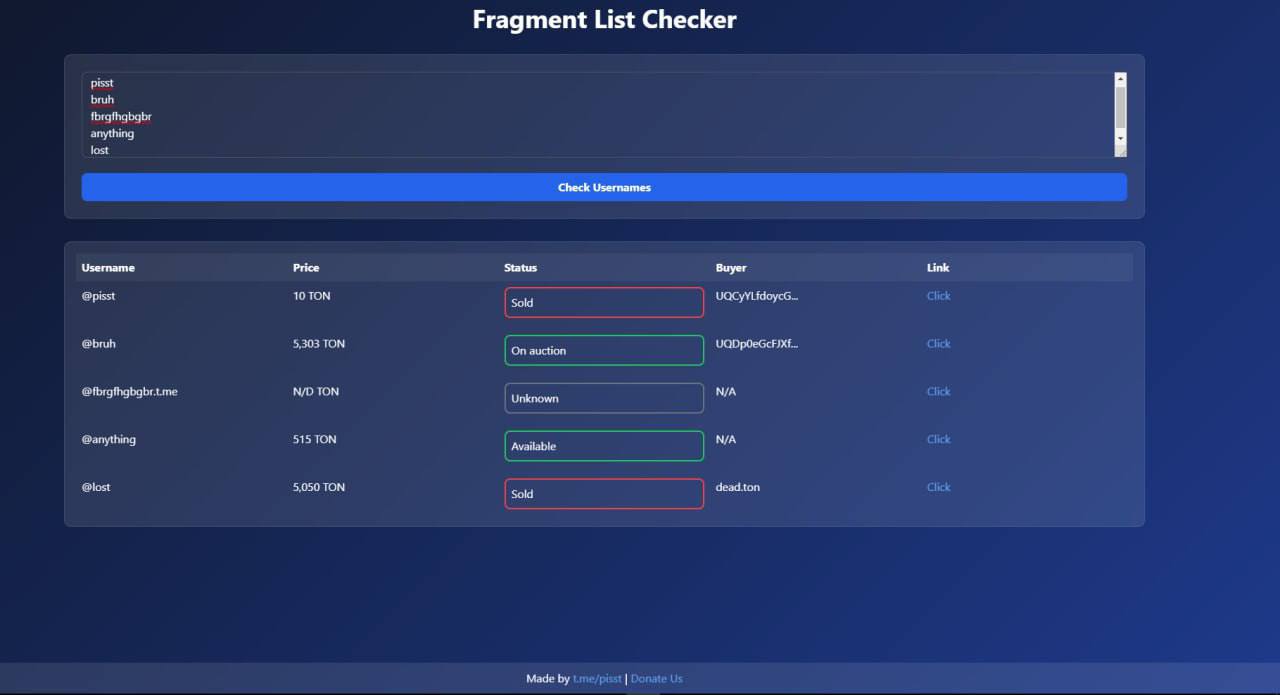 Fragment List Checker
pisst
bruh
fbrgfhgbgbr
anything
lost
Check Usernames
Username Price Status Buyer Link
@pisst 10 TON Sold UQCyYLfdoycG... Click
@bruh 5,303 TON On auction UQDp0eGcFJXf... Click
@fbrgfhgbgbr.t.me N/D TON Unknown N/A Click
@anything 515 TON Available N/A Click
@lost 5,050 TON Sold dead.ton Click
Made by t.me/pisst | Donate Us